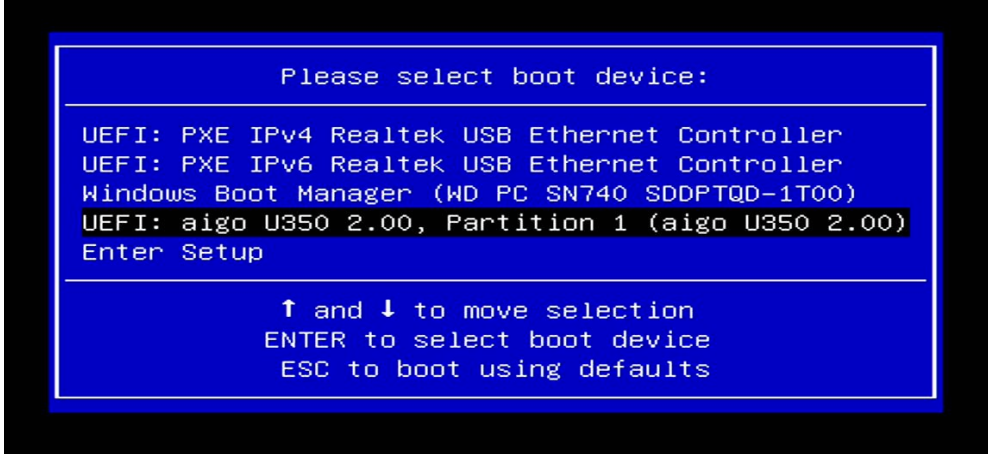 Please select boot device:
UEFI: PXE IPv4 Realtek USB Ethernet Controller
UEFI: PXE IPv6 Realtek USB Ethernet Controller
Windows Boot Manager (WD PC SN740 SDDPTQD-1T00)
UEFI: aigo U350 2.00, Partition 1 (aigo U350 2.00)
Enter Setup
↑ and ↓ to move selection
ENTER to select boot device
ESC to boot using defaults